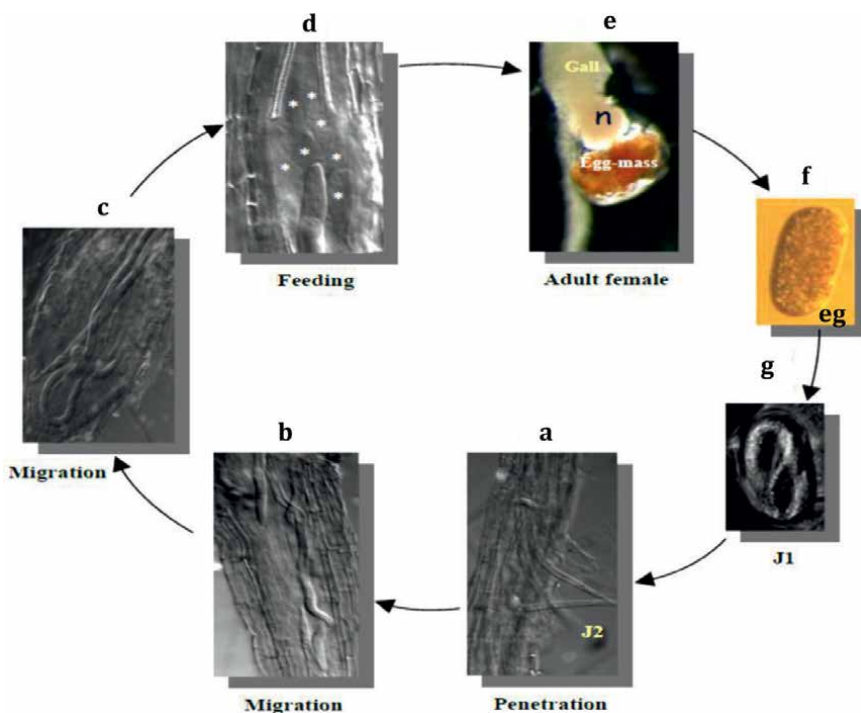 d
e
Gall
n
Egg-mass
f
c
Feeding
Adult female
eg
g
b
a
Migration
J1
J2
Migration
Penetration